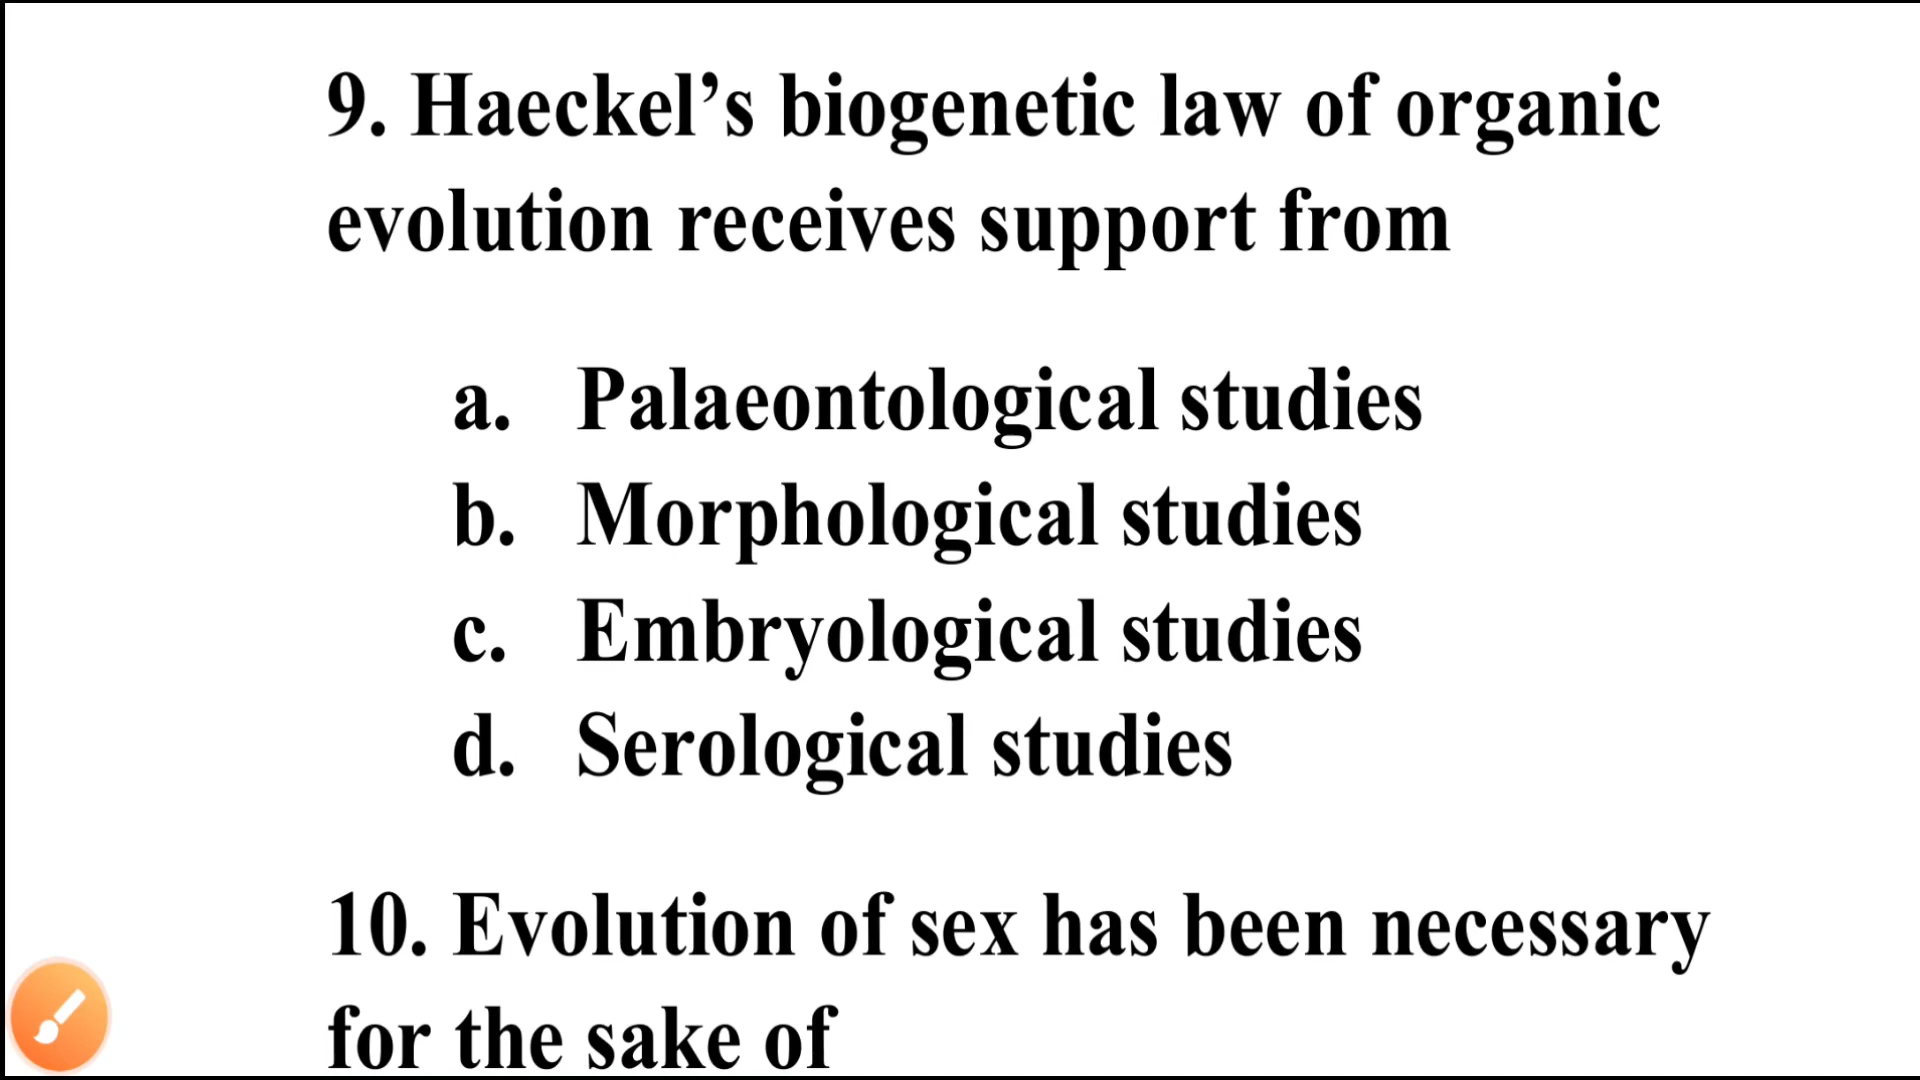 9. Haeckel’s biogenetic law of organic
evolution receives support from
a. Palaeontological studies
b. Morphological studies
c. Embryological studies
d. Serological studies
10. Evolution of sex has been necessary
for the sake of